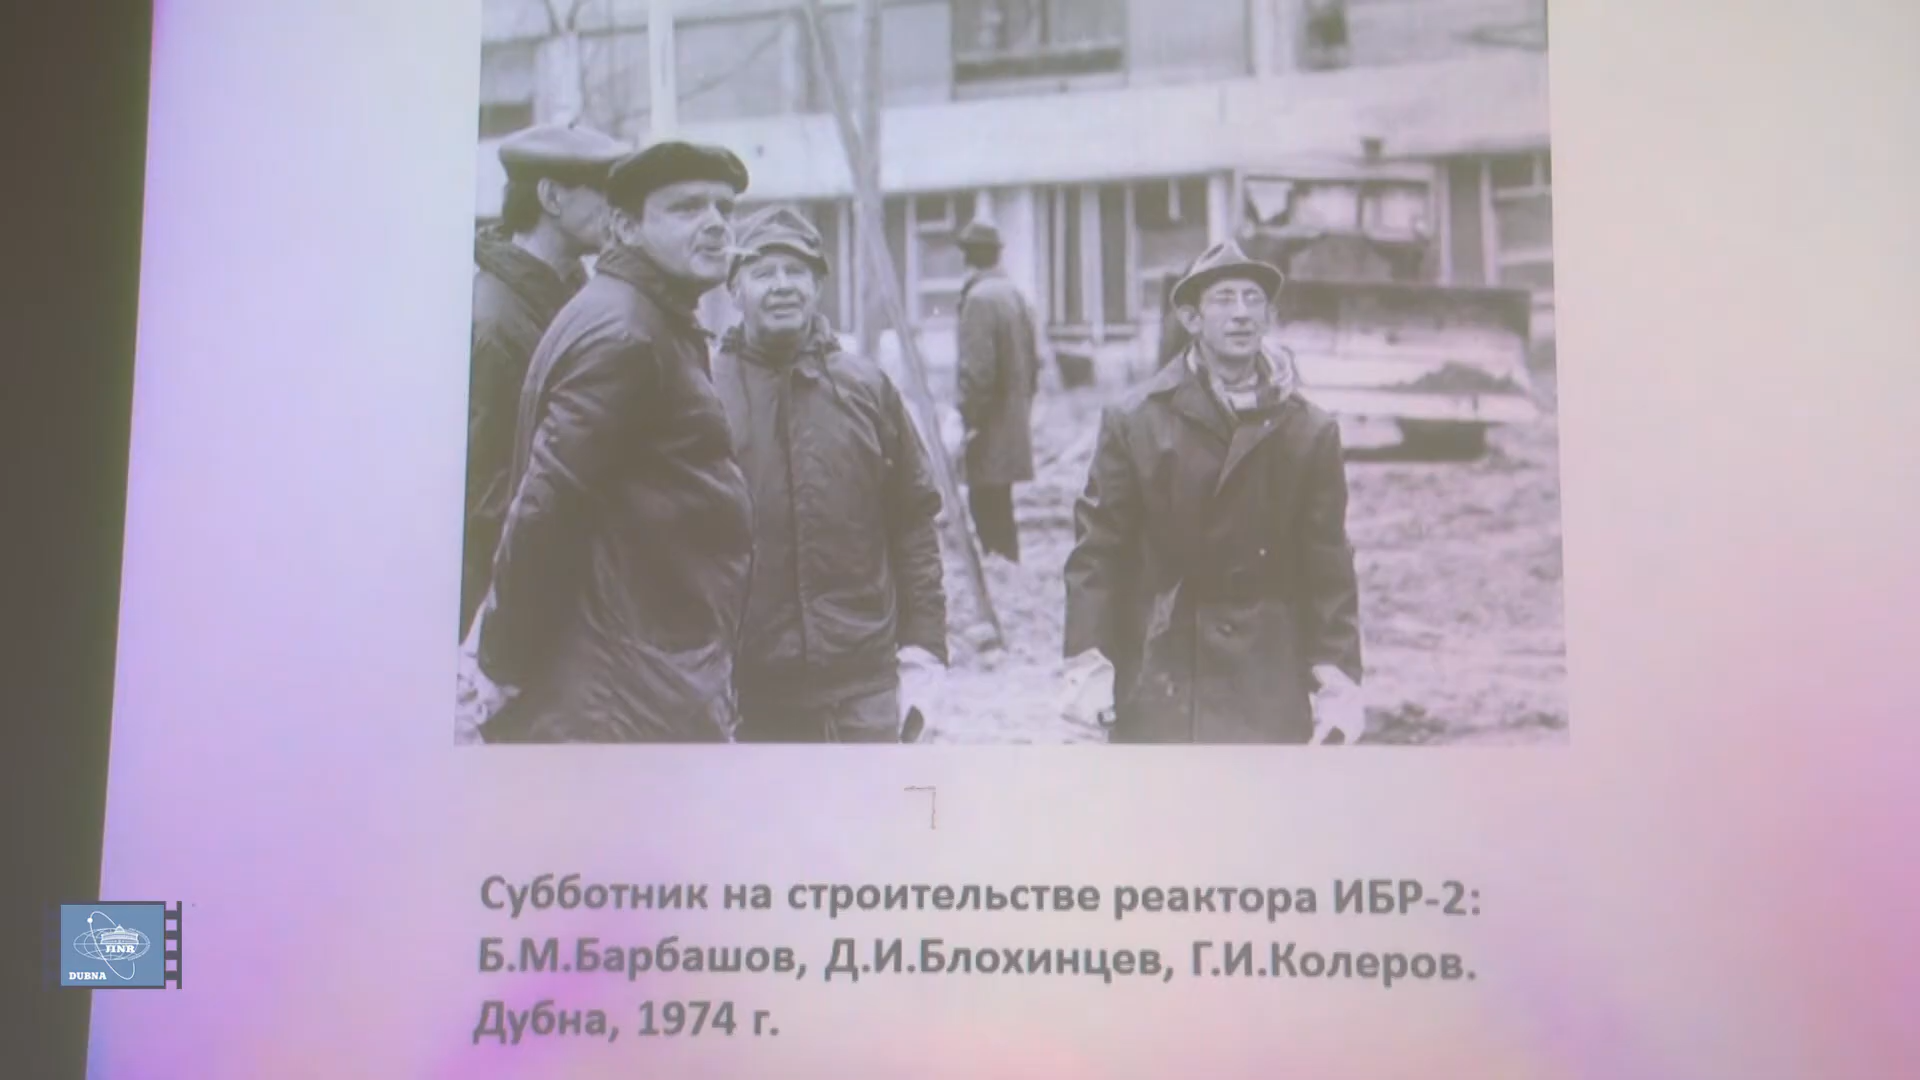 Субботник на строительстве реактора ИБР-2:
Б.М.Барбашов, Д.И.Блохинцев, Г.И.Колеров.
Дубна, 1974 г.
JINR
DUBNA